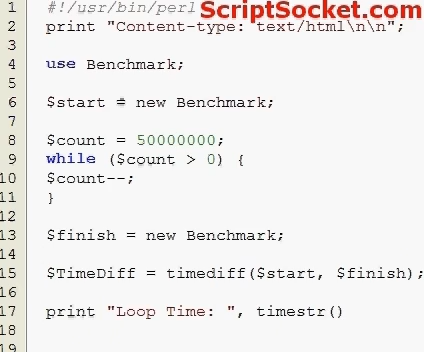 1 #!/usr/bin/perl ScriptSocket.com
2 print "Content-type: text/html\n\n";
3
4 use Benchmark;
5
6 $start = new Benchmark;
7
8 $count = 50000000;
9 while ($count > 0) {
10 $count--;
11 }
12
13 $finish = new Benchmark;
14
15 $TimeDiff = timediff($start, $finish);
16
17 print "Loop Time: ", timestr()
18
19